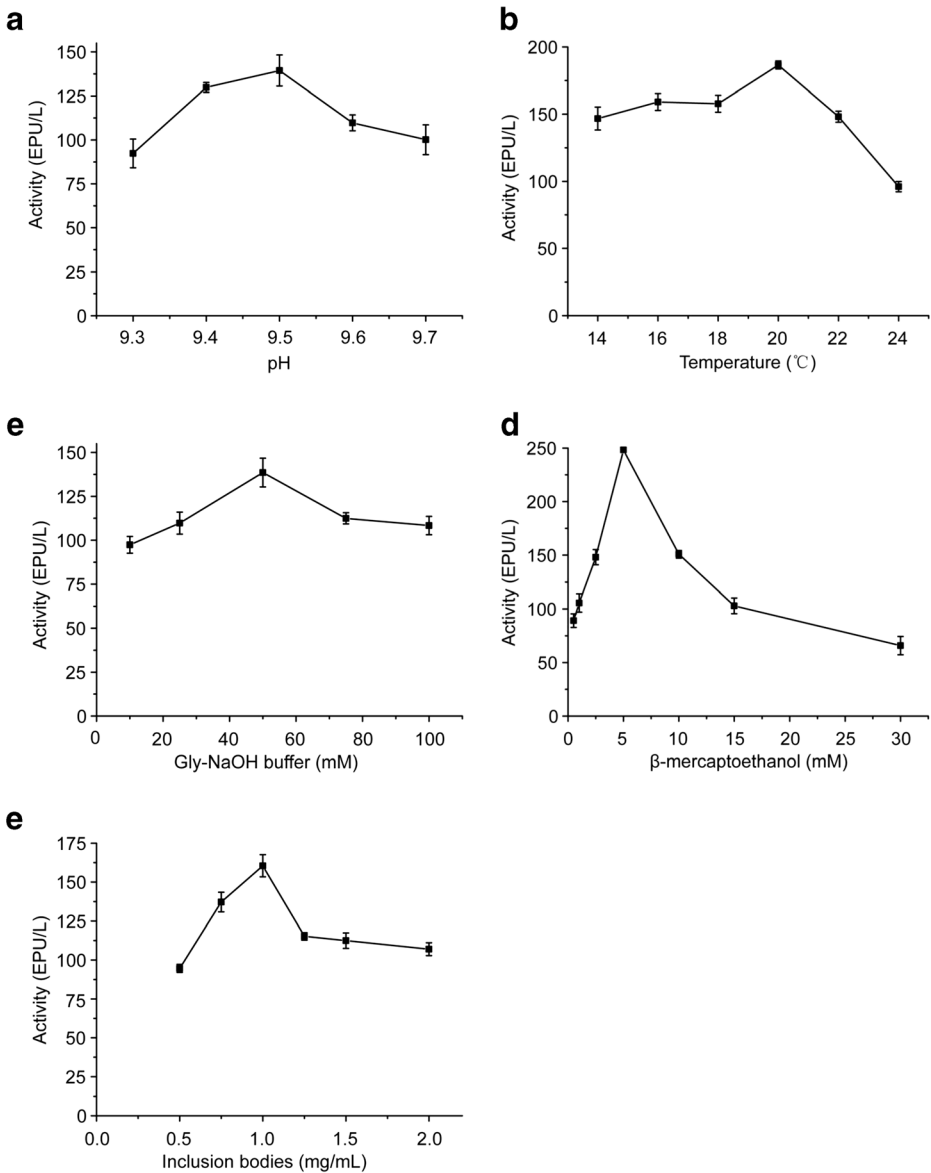 a
Activity (EPU/L)
150
125
100
75
50
25
0
9.3 9.4 9.5 9.6 9.7
pH
b
Activity (EPU/L)
200
150
100
50
0
14 16 18 20 22 24
Temperature (℃)
e
Activity (EPU/L)
150
125
100
75
50
25
0
0 20 40 60 80 100
Gly-NaOH buffer (mM)
d
Activity (EPU/L)
250
200
150
100
50
0
0 5 10 15 20 25 30
β-mercaptoethanol (mM)
e
Activity (EPU/L)
175
150
125
100
75
50
25
0
0.0 0.5 1.0 1.5 2.0
Inclusion bodies (mg/mL)